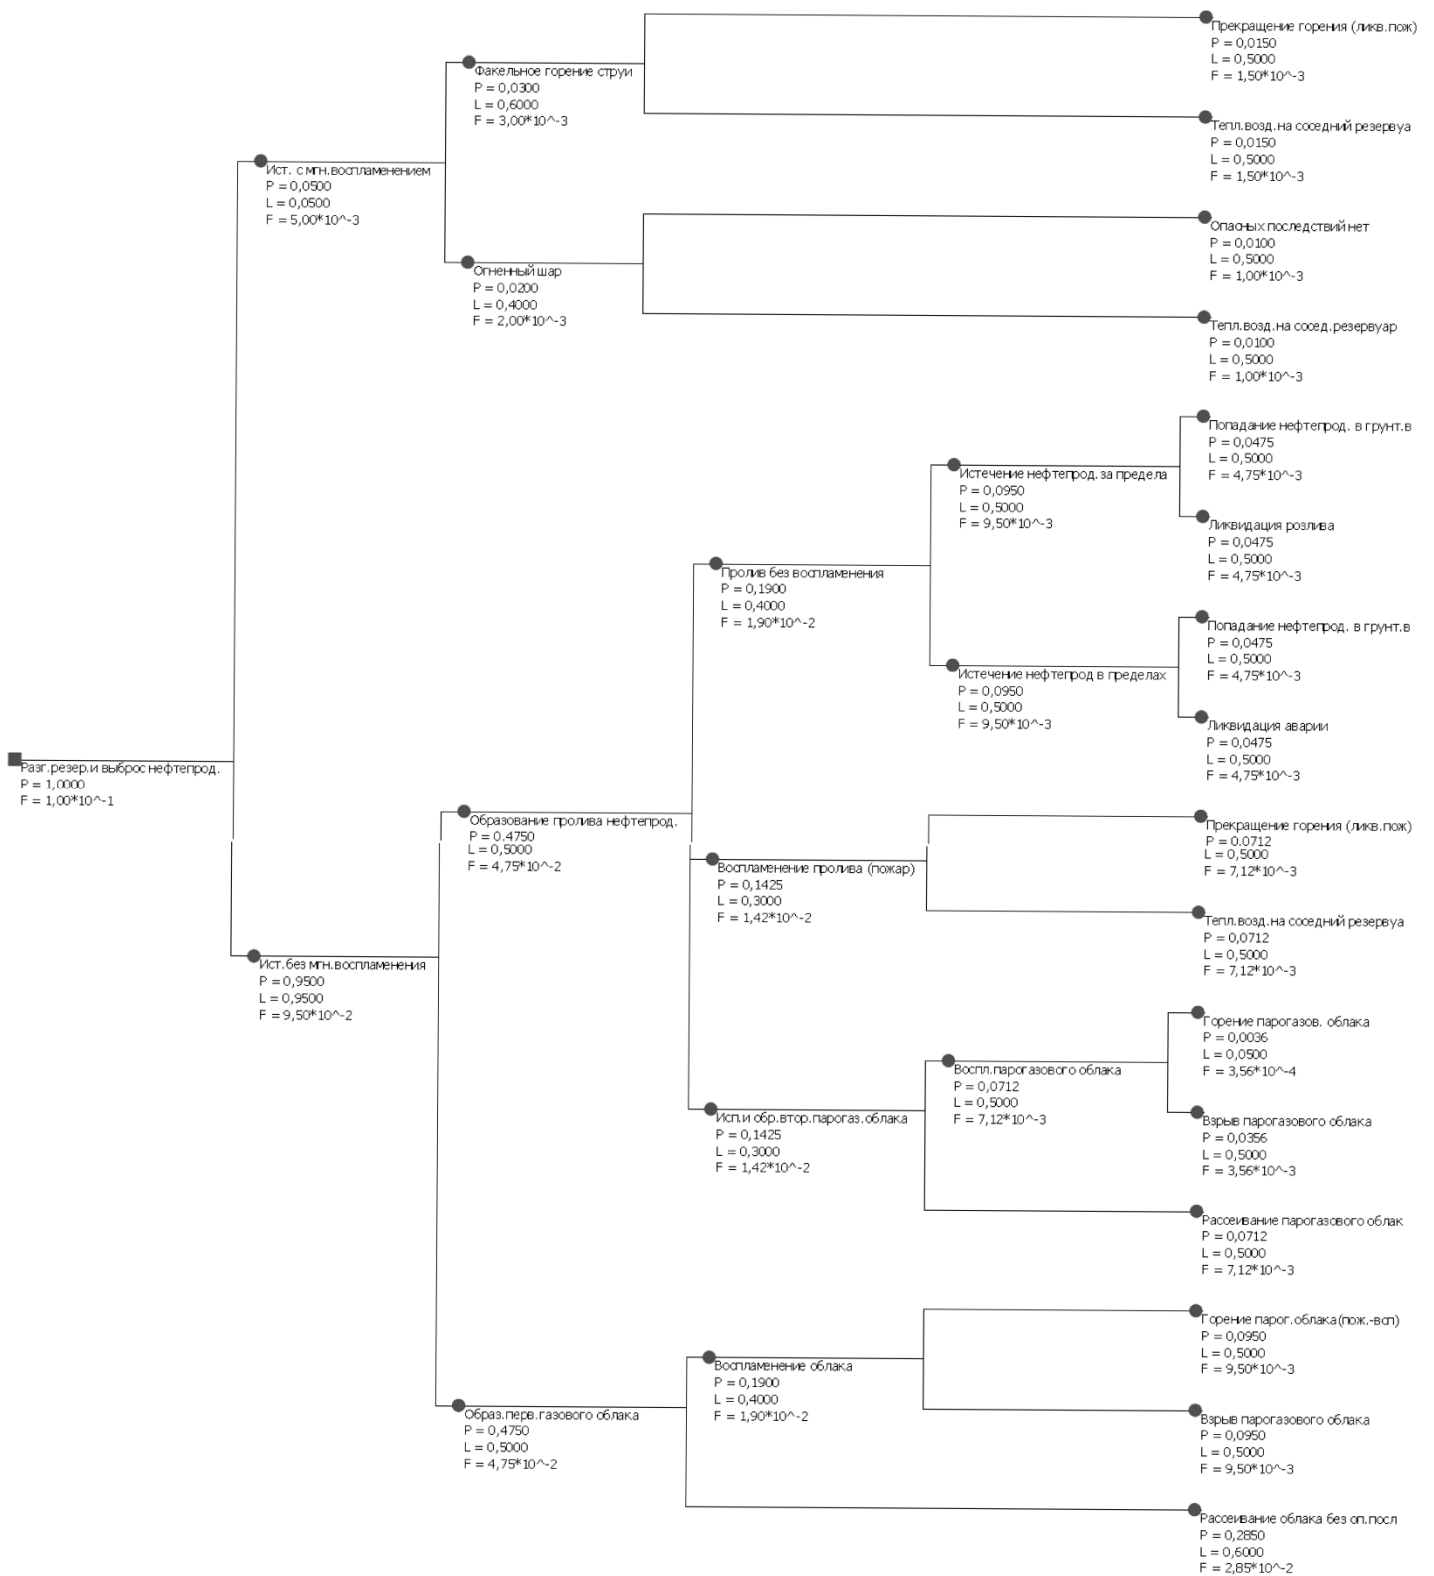 Прекращение горения (ликв.пож)
P = 0,0150
L = 0,5000
F = 1,50*10^-3
Факельное горение струи
P = 0,0300
L = 0,6000
F = 3,00*10^-3
Тепл.возд.на соседний резервуа
P = 0,0150
L = 0,5000
F = 1,50*10^-3
Ист. с мгн.воспламенением
P = 0,0500
L = 0,0500
F = 5,00*10^-3
Опасных последствий нет
P = 0,0100
L = 0,5000
F = 1,00*10^-3
Огненный шар
P = 0,0200
L = 0,4000
F = 2,00*10^-3
Тепл.возд.на сосед.резервуар
P = 0,0100
L = 0,5000
F = 1,00*10^-3
Попадание нефтепрод. в грунт.в
P = 0,0475
L = 0,5000
F = 4,75*10^-3
Истечение нефтепрод.за предела
P = 0,0950
L = 0,5000
F = 9,50*10^-3
Ликвидация розлива
P = 0,0475
L = 0,5000
F = 4,75*10^-3
Пролив без воспламенения
P = 0,1900
L = 0,4000
F = 1,90*10^-2
Попадание нефтепрод. в грунт.в
P = 0,0475
L = 0,5000
F = 4,75*10^-3
Истечение нефтепрод в пределах
P = 0,0950
L = 0,5000
F = 9,50*10^-3
Ликвидация аварии
P = 0,0475
L = 0,5000
F = 4,75*10^-3
Разг.резер.и выброс нефтепрод.
P = 1,0000
F = 1,00*10^-1
Образование пролива нефтепрод.
P = 0.4750
L = 0,5000
F = 4,75*10^-2
Прекращение горения (ликв.пож)
P = 0.0712
L = 0,5000
F = 7,12*10^-3
Воспламенение пролива (пожар)
P = 0,1425
L = 0,3000
F = 1,42*10^-2
Тепл.возд.на соседний резервуа
P = 0,0712
L = 0,5000
F = 7,12*10^-3
Ист.без мгн.воспламенения
P = 0,9500
L = 0,9500
F = 9,50*10^-2
Горение парогазов. облака
P = 0,0036
L = 0,0500
F = 3,56*10^-4
Воспл.парогазового облака
P = 0,0712
L = 0,5000
F = 7,12*10^-3
Исп.и обр.втор.парогаз.облака
P = 0,1425
L = 0,3000
F = 1,42*10^-2
Взрыв парогазового облака
P = 0,0356
L = 0,5000
F = 3,56*10^-3
Рассеивание парогазового облак
P = 0,0712
L = 0,5000
F = 7,12*10^-3
Горение парог.облака(пож.-всп)
P = 0,0950
L = 0,5000
F = 9,50*10^-3
Воспламенение облака
P = 0,1900
L = 0,4000
F = 1,90*10^-2
Образ.перв.газового облака
P = 0,4750
L = 0,5000
F = 4,75*10^-2
Взрыв парогазового облака
P = 0,0950
L = 0,5000
F = 9,50*10^-3
Рассеивание облака без оп.посл
P = 0,2850
L = 0,6000
F = 2,85*10^-2